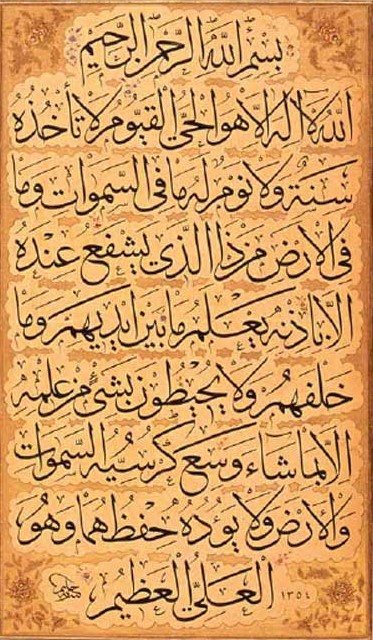 بسم الله الرحمن الرحيم
الله لا اله الا هو الحي القيوم لا تأخذه
سنة ولا نوم له ما في السموات وما
في الارض من ذا الذي يشفع عنده
الا باذنه يعلم ما بين ايديهم وما
خلفهم ولا يحيطون بشئ من علمه
الا بما شاء وسع كرسيه السموات
والارض ولا يؤده حفظهما وهو
العلي العظيم ١٣٥٤